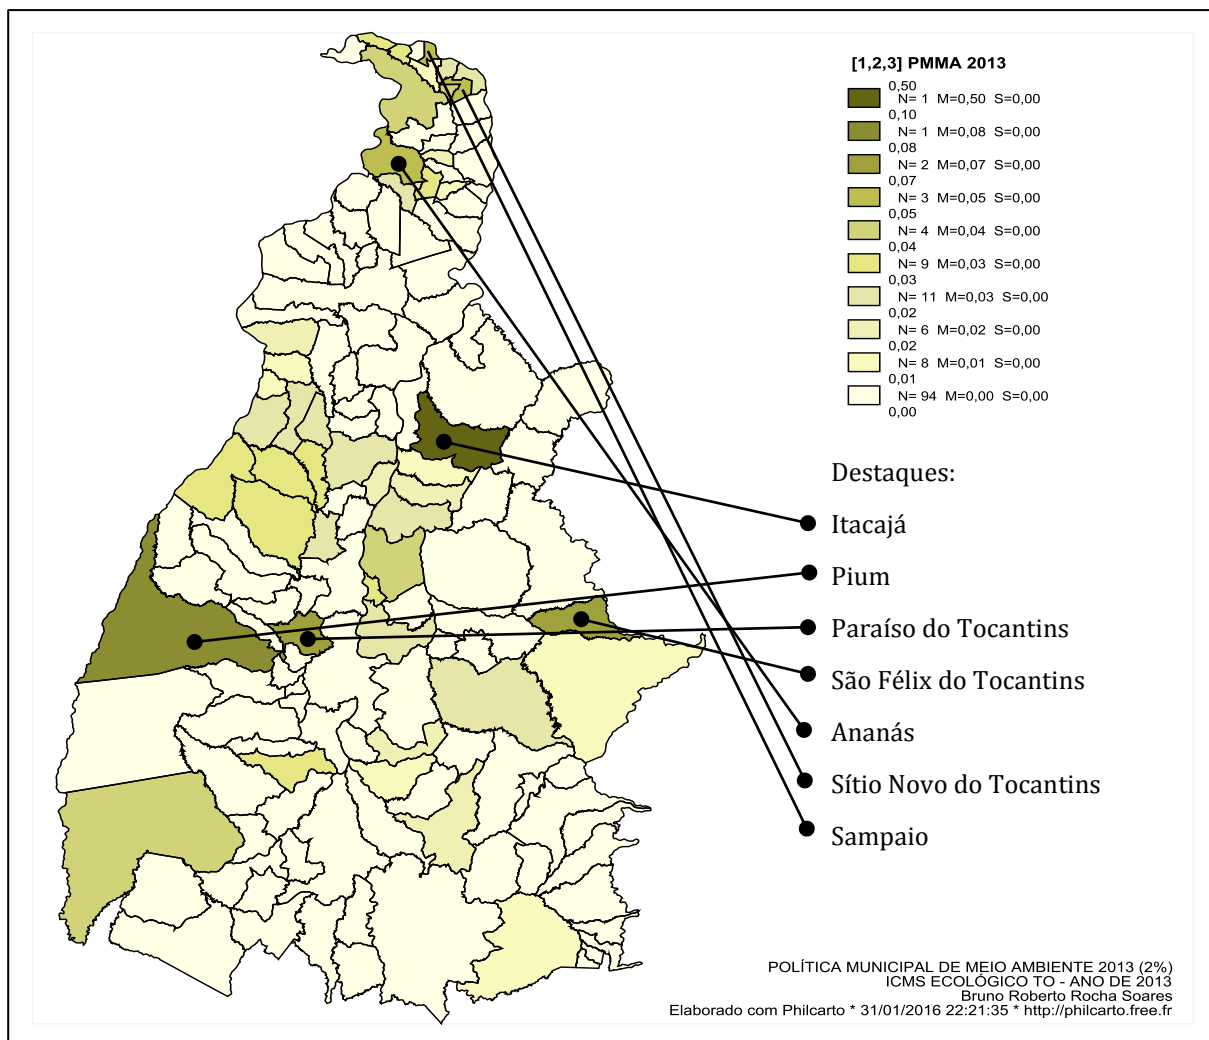 [1,2,3] PMMA 2013
0,50
N= 1 M=0,50 S=0,00
0,10
N= 1 M=0,08 S=0,00
0,08
N= 2 M=0,07 S=0,00
0,07
N= 3 M=0,05 S=0,00
0,05
N= 4 M=0,04 S=0,00
0,04
N= 9 M=0,03 S=0,00
0,03
N= 11 M=0,03 S=0,00
0,02
N= 6 M=0,02 S=0,00
0,02
N= 8 M=0,01 S=0,00
0,01
N= 94 M=0,00 S=0,00
0,00
Destaques:
Itacajá
Pium
Paraíso do Tocantins
São Félix do Tocantins
Ananás
Sítio Novo do Tocantins
Sampaio
POLÍTICA MUNICIPAL DE MEIO AMBIENTE 2013 (2%)
ICMS ECOLÓGICO TO - ANO DE 2013
Bruno Roberto Rocha Soares
Elaborado com Philcarto * 31/01/2016 22:21:35 * http://philcarto.free.fr